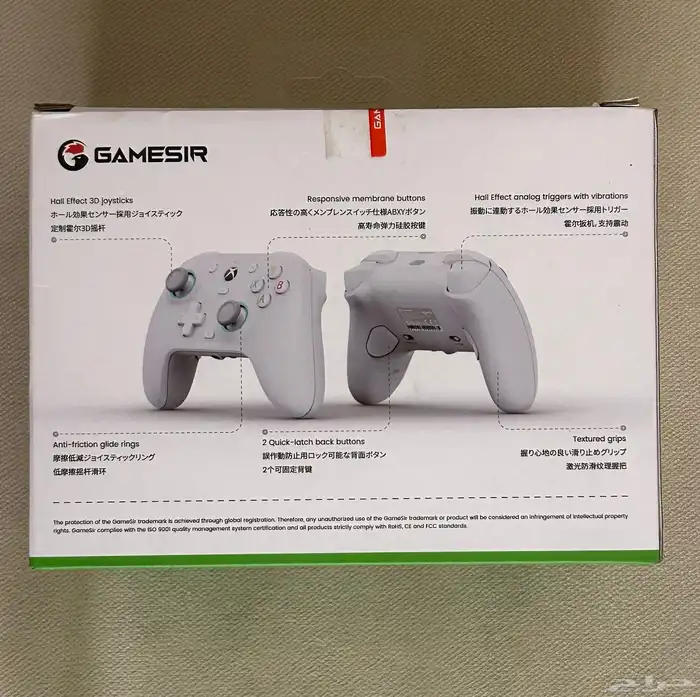 GAM
GAMESIR
Hall Effect 3D joysticks
ホール効果センサー採用ジョイスティック
定制霍尔3D摇杆
Responsive membrane buttons
応答性の高くメンブレンスイッチ仕様ABXYボタン
高寿命弹力硅胶按键
Hall Effect analog triggers with vibrations
振動に連動するホール効果センサー採用トリガー
霍尔扳机,支持震动
Y
X
B
A
Anti-friction glide rings
摩擦低減ジョイスティックリング
低摩擦摇杆滑环
2 Quick-latch back buttons
誤作動防止用ロック可能な背面ボタン
2个可固定背键
Textured grips
握り心地の良い滑り止めグリップ
激光防滑纹理握把
The protection of the GameSir trademark is achieved through global registration. Therefore, any unauthorized use of the GameSir trademark or product will be considered an infringement of intellectual property
rights. GameSir complies with the ISO 9001 quality management system certification and all products strictly comply with RoHS, CE and FCC standards.
حراج